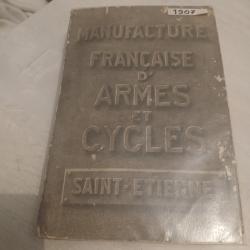 1907
MANUFACTURE
FRANÇAISE
D'
ARMES
ET
CYCLES
SAINT-ETIENNE